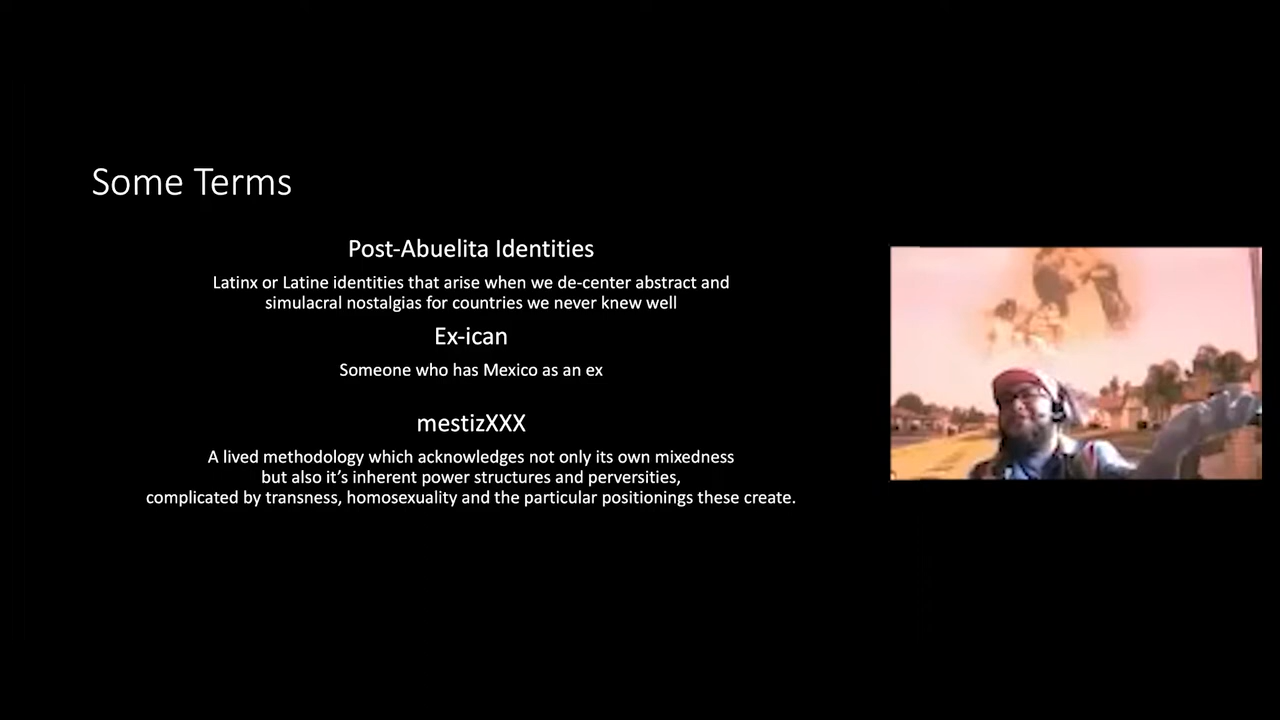 Some Terms
Post-Abuelita Identities
Latinx or Latine identities that arise when we de-center abstract and
simulacral nostalgias for countries we never knew well
Ex-ican
Someone who has Mexico as an ex
mestizXXX
A lived methodology which acknowledges not only its own mixedness
but also it’s inherent power structures and perversities,
complicated by transness, homosexuality and the particular positionings these create.